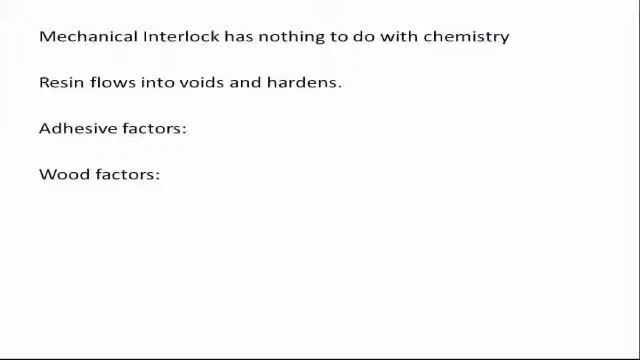 Mechanical Interlock has nothing to do with chemistry
Resin flows into voids and hardens.
Adhesive factors:
Wood factors: